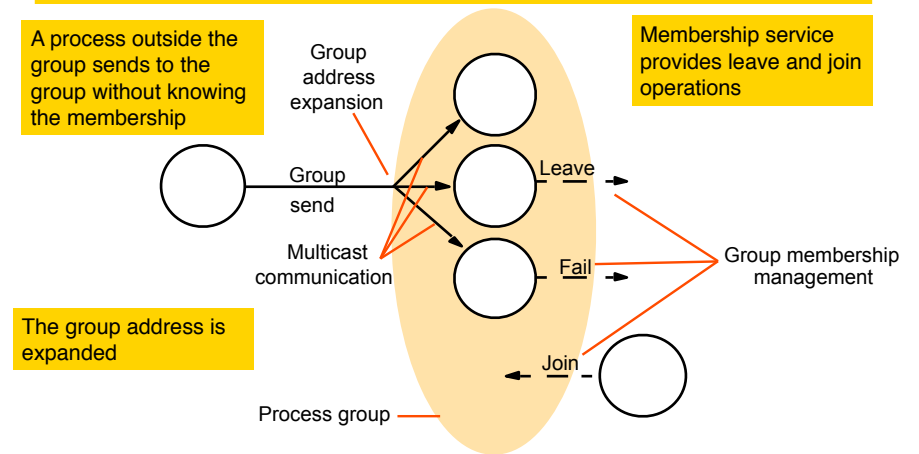 A process outside the
group sends to the
group without knowing
the membership
Group
address
expansion
Membership service
provides leave and join
operations
Group
send
Leave
Multicast
communication
Fail
Group membership
management
The group address is
expanded
Join
Process group